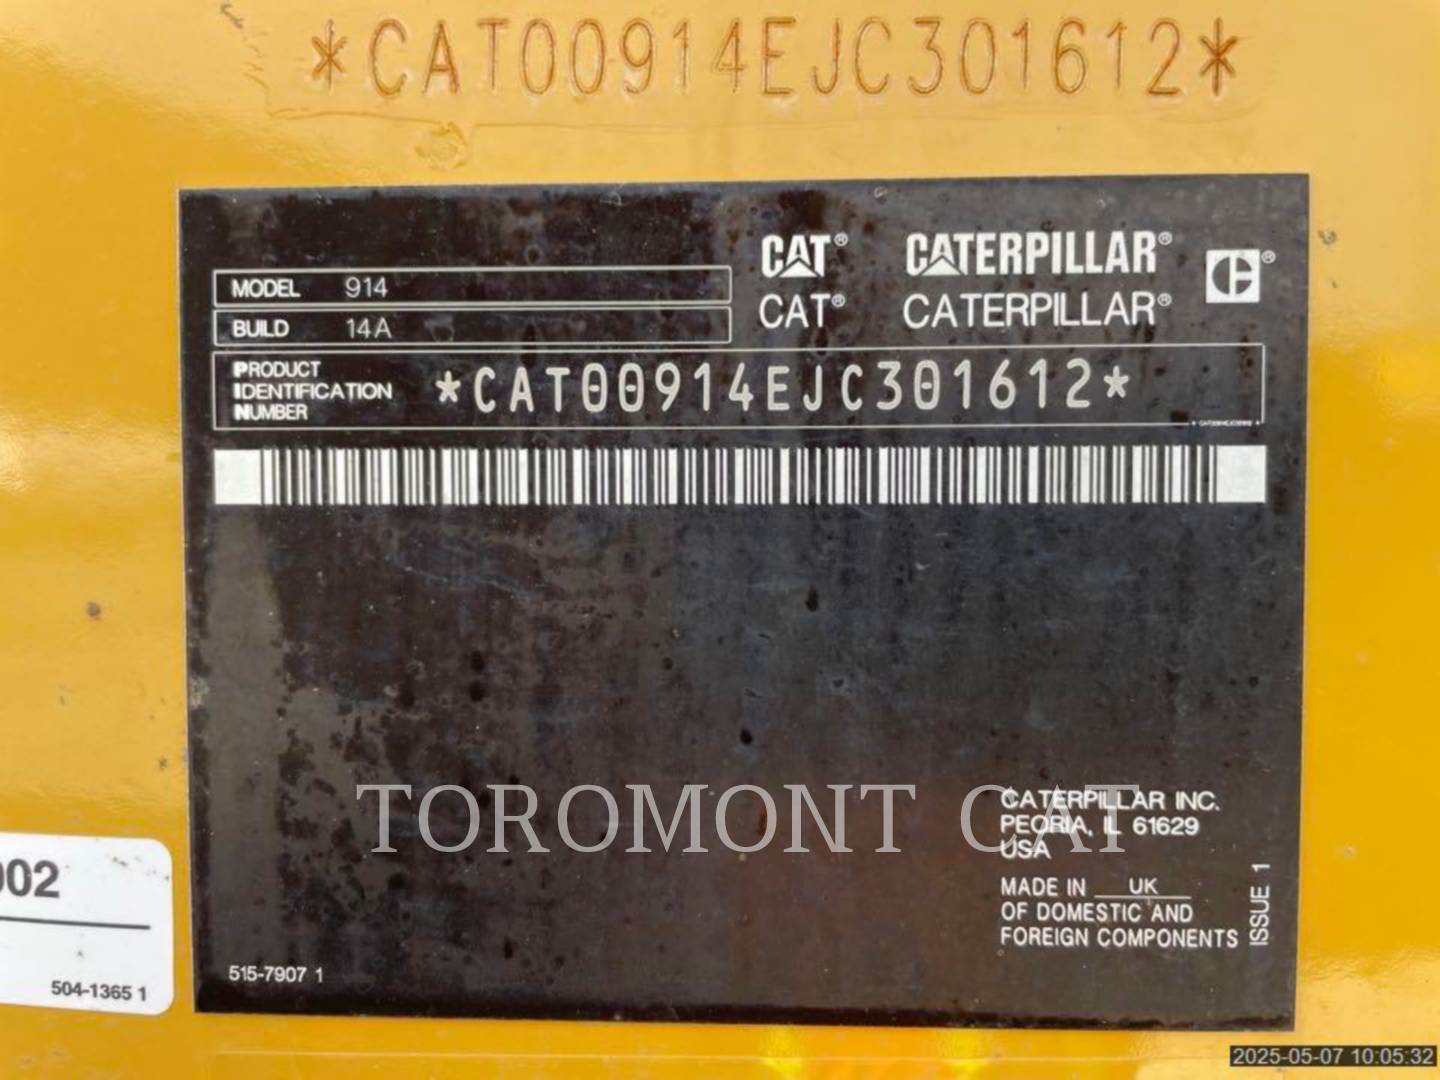 *CAT00914EJC301612*
CAT® CATERPILLAR®
CAT® CATERPILLAR®
MODEL 914
BUILD 14A
PRODUCT
IDENTIFICATION
NUMBER
*CAT00914EJC301612*
TOROMONT CAT
CATERPILLAR INC.
PEORIA, IL 61629
USA
MADE IN UK
OF DOMESTIC AND
FOREIGN COMPONENTS
ISSUE 1
515-7907 1
002
504-1365 1
2025-05-07 10:05:32